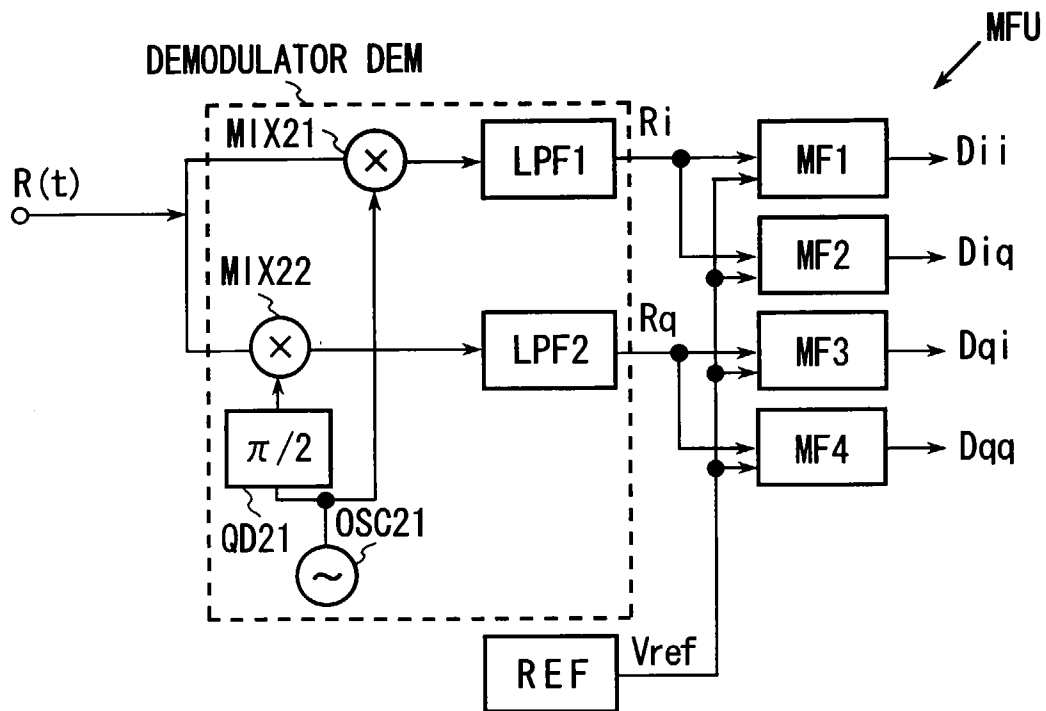 MFU
DEMODULATOR DEM
MIX21
×
LPF1
Ri
MF1
Dii
R(t)
MF2
Diq
MIX22
×
LPF2
Rq
MF3
Dqi
π/2
MF4
Dqq
QD21
OSC21
~
REF
Vref